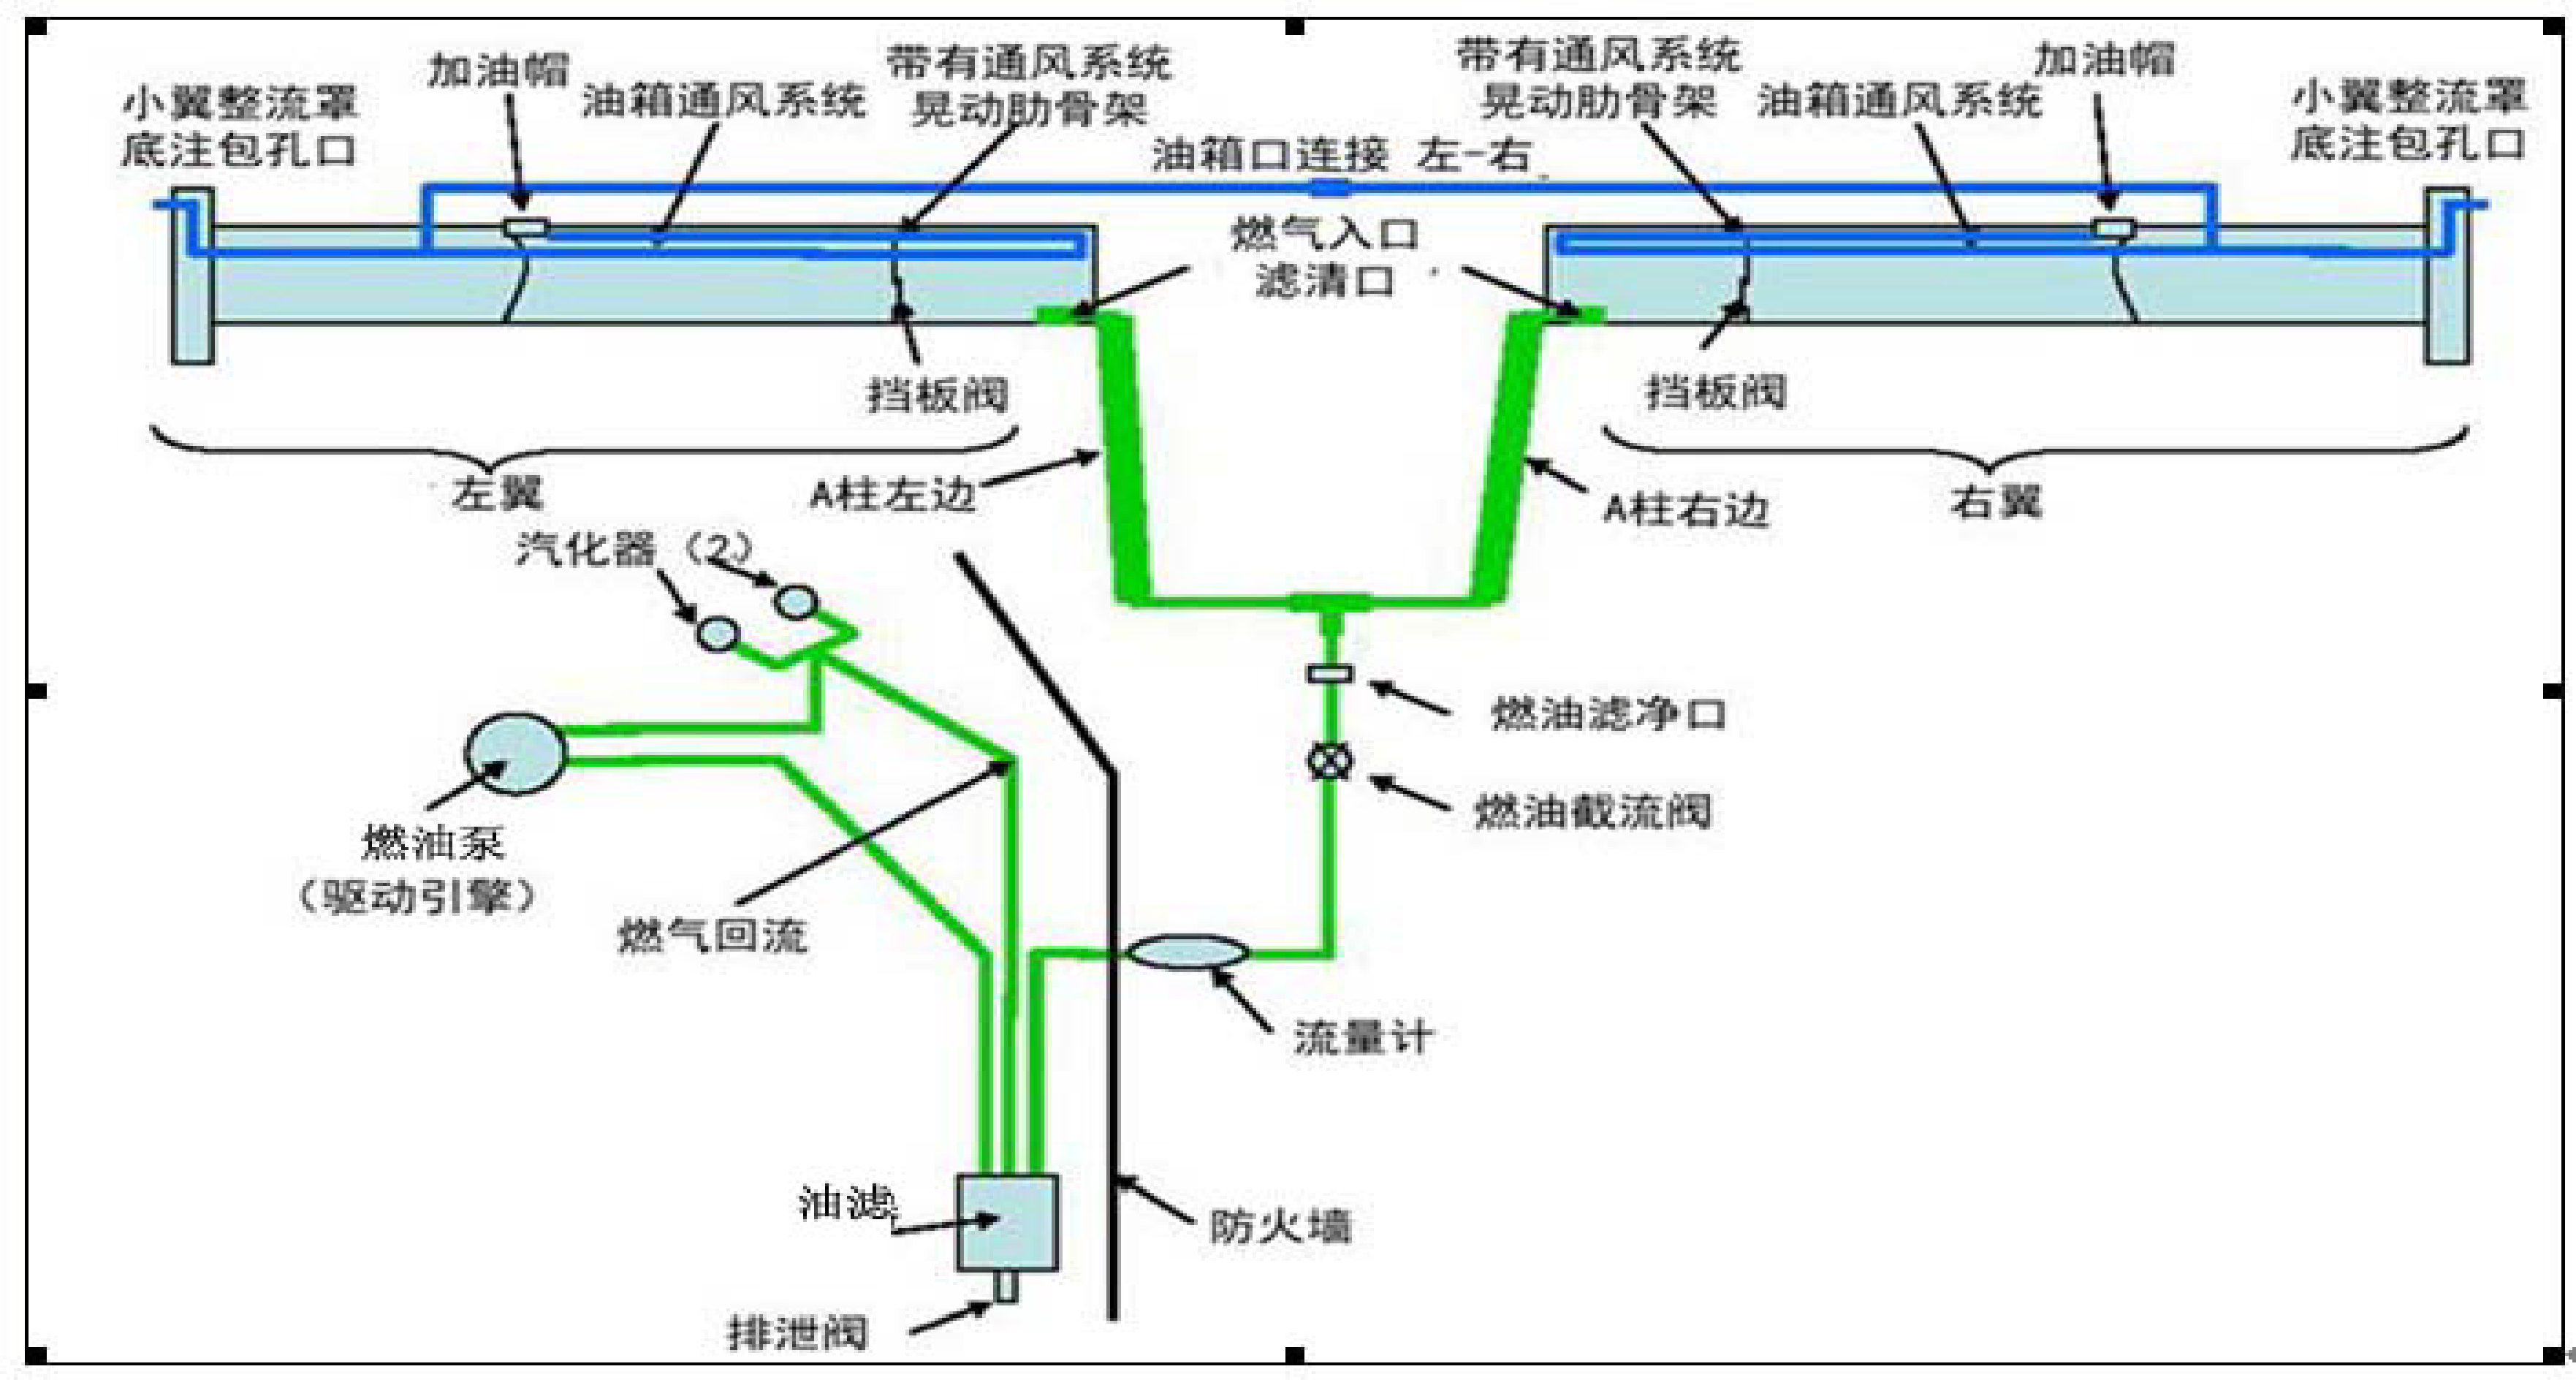 小翼整流罩
底注包孔口
加油帽
油箱通风系统
带有通风系统
晃动肋骨架
油箱口连接 左-右
带有通风系统
晃动肋骨架
油箱通风系统
加油帽
小翼整流罩
底注包孔口
燃气入口
滤清口
挡板阀
挡板阀
左翼
A柱左边
A柱右边
右翼
汽化器（2）
燃油滤净口
燃油截流阀
燃油泵
（驱动引擎）
燃气回流
流量计
油滤
防火墙
排泄阀